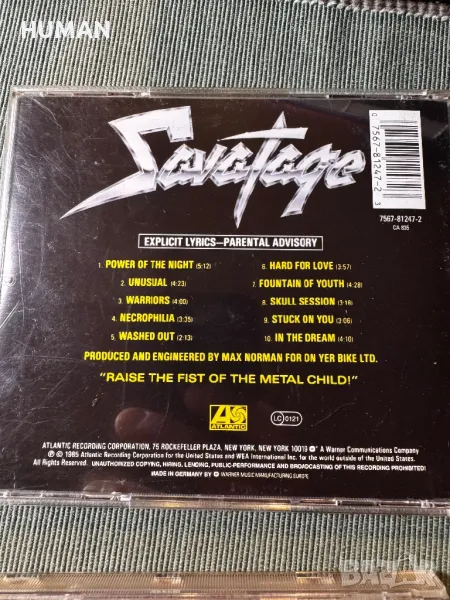 HUMAN
Savatage
0 7567-81247-2 3
7567-81247-2
CA 835
EXPLICIT LYRICS—PARENTAL ADVISORY
1. POWER OF THE NIGHT (5:12)
2. UNUSUAL (4:23)
3. WARRIORS (4:00)
4. NECROPHILIA (3:35)
5. WASHED OUT (2:13)
6. HARD FOR LOVE (3:57)
7. FOUNTAIN OF YOUTH (4:28)
8. SKULL SESSION (3:16)
9. STUCK ON YOU (3:06)
10. IN THE DREAM (4:10)
PRODUCED AND ENGINEERED BY MAX NORMAN FOR ON YER BIKE LTD.
"RAISE THE FIST OF THE METAL CHILD!"
ATLANTIC
LC 0121
ATLANTIC RECORDING CORPORATION, 75 ROCKEFELLER PLAZA, NEW YORK, NEW YORK 10019 A Warner Communications Company
℗ © 1985 Atlantic Recording Corporation for the United States and WEA International Inc. for the world outside of the United States.
All Rights Reserved. UNAUTHORIZED COPYING, HIRING, LENDING, PUBLIC PERFORMANCE AND BROADCASTING OF THIS RECORDING PROHIBITED!
MADE IN GERMANY BY WARNER MUSIC MANUFACTURING EUROPE
bazar